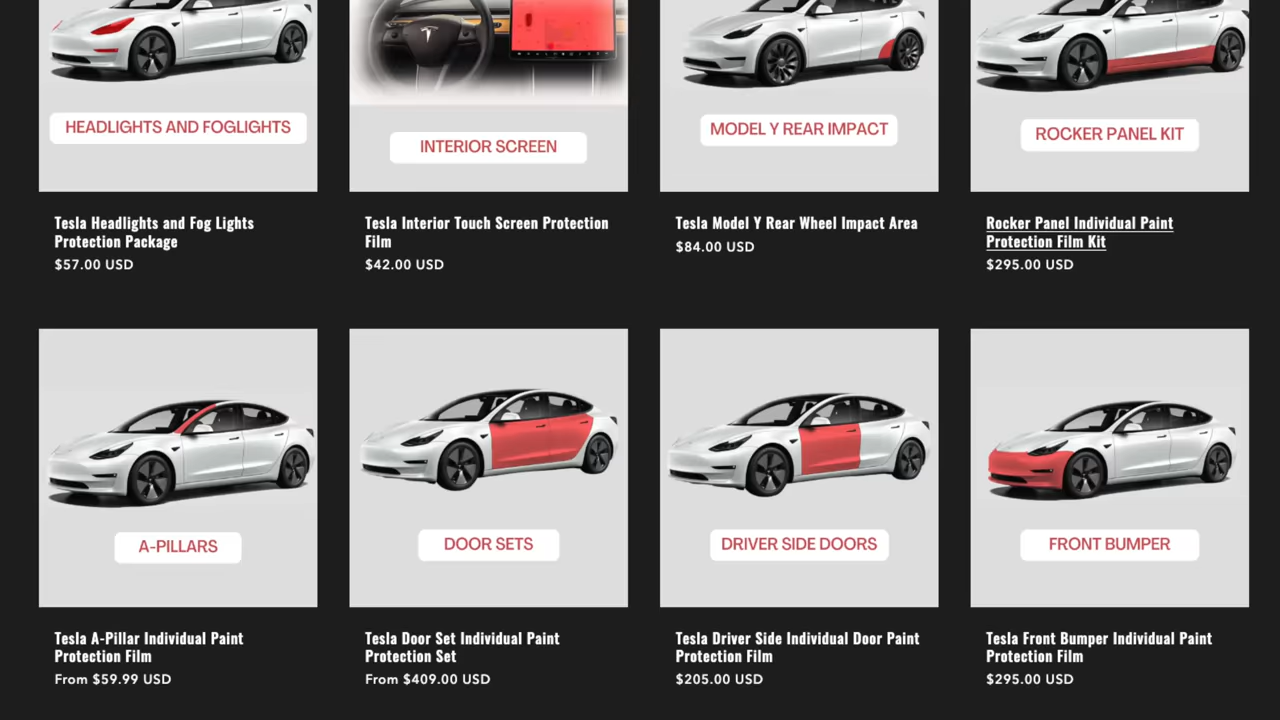 HEADLIGHTS AND FOGLIGHTS
INTERIOR SCREEN
MODEL Y REAR IMPACT
ROCKER PANEL KIT
Tesla Headlights and Fog Lights
Protection Package
$57.00 USD
Tesla Interior Touch Screen Protection
Film
$42.00 USD
Tesla Model Y Rear Wheel Impact Area
$84.00 USD
Rocker Panel Individual Paint
Protection Film Kit
$295.00 USD
A-PILLARS
DOOR SETS
DRIVER SIDE DOORS
FRONT BUMPER
Tesla A-Pillar Individual Paint
Protection Film
From $59.99 USD
Tesla Door Set Individual Paint
Protection Set
From $409.00 USD
Tesla Driver Side Individual Door Paint
Protection Film
$205.00 USD
Tesla Front Bumper Individual Paint
Protection Film
$295.00 USD